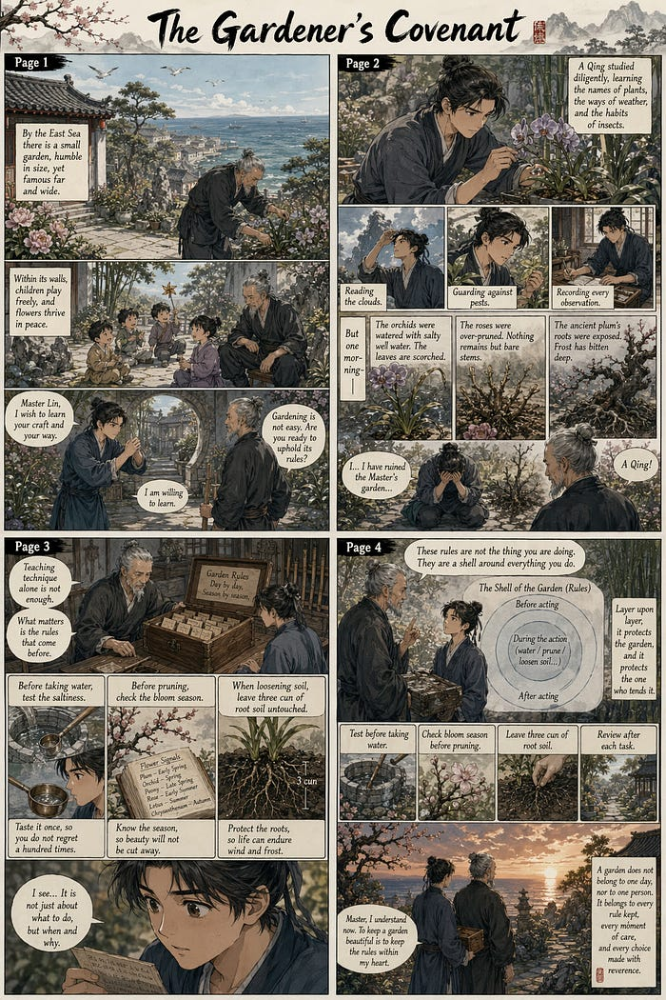 The Gardener's Covenant
Page 1
By the East Sea
there is a small
garden, humble
in size, yet
famous far
and wide.
Within its walls,
children play
freely, and
flowers thrive
in peace.
Master Lin,
I wish to learn
your craft and
your way.
I am willing
to learn.
Gardening is
not easy. Are
you ready to
uphold its
rules?
Page 2
A Qing studied
diligently, learning
the names of plants,
the ways of weather,
and the habits
of insects.
Reading
the clouds.
Guarding against
pests.
Recording every
observation.
But
one
mor-
ning-
|
The orchids were
watered with salty
well water. The
leaves are scorched.
The roses were
over-pruned. Nothing
remains but bare
stems.
The ancient plum's
roots were exposed.
Frost has bitten
deep.
I... I have ruined
the Master's
garden...
A Qing!
Page 3
Teaching
technique
alone is not
enough.
What matters
is the rules
that come
before.
Garden Rules
Day by day,
Season by season.
Before taking water,
test the saltiness.
Taste it once, so
you do not regret
a hundred times.
Before pruning,
check the bloom season.
Flower Signals
Plum – Early Spring
Orchid – Spring
Peony – Late Spring
Rose – Early Summer
Lotus – Summer
Chrysanthemum – Autumn
Know the season,
so beauty will not
be cut away.
When loosening soil,
leave three cun of
root soil untouched.
3 cun
Protect the roots,
so life can endure
wind and frost.
I see... It is
not just about
what to do,
but when and
why.
Page 4
These rules are not the thing you are doing.
They are a shell around everything you do.
The Shell of the Garden (Rules)
Before acting
During the action
(water / prune /
loosen soil...)
After acting
Layer upon
layer,
it protects
the garden,
and it
protects
the one
who tends it.
Test before taking
water.
Check bloom season
before pruning.
Leave three cun of
root soil.
Review after
each task.
Master, I understand
now. To keep a garden
beautiful is to keep
the rules within
my heart.
A garden does not
belong to one day,
nor to one person.
It belongs to every
rule kept,
every moment
of care,
and every choice
made with
reverence.